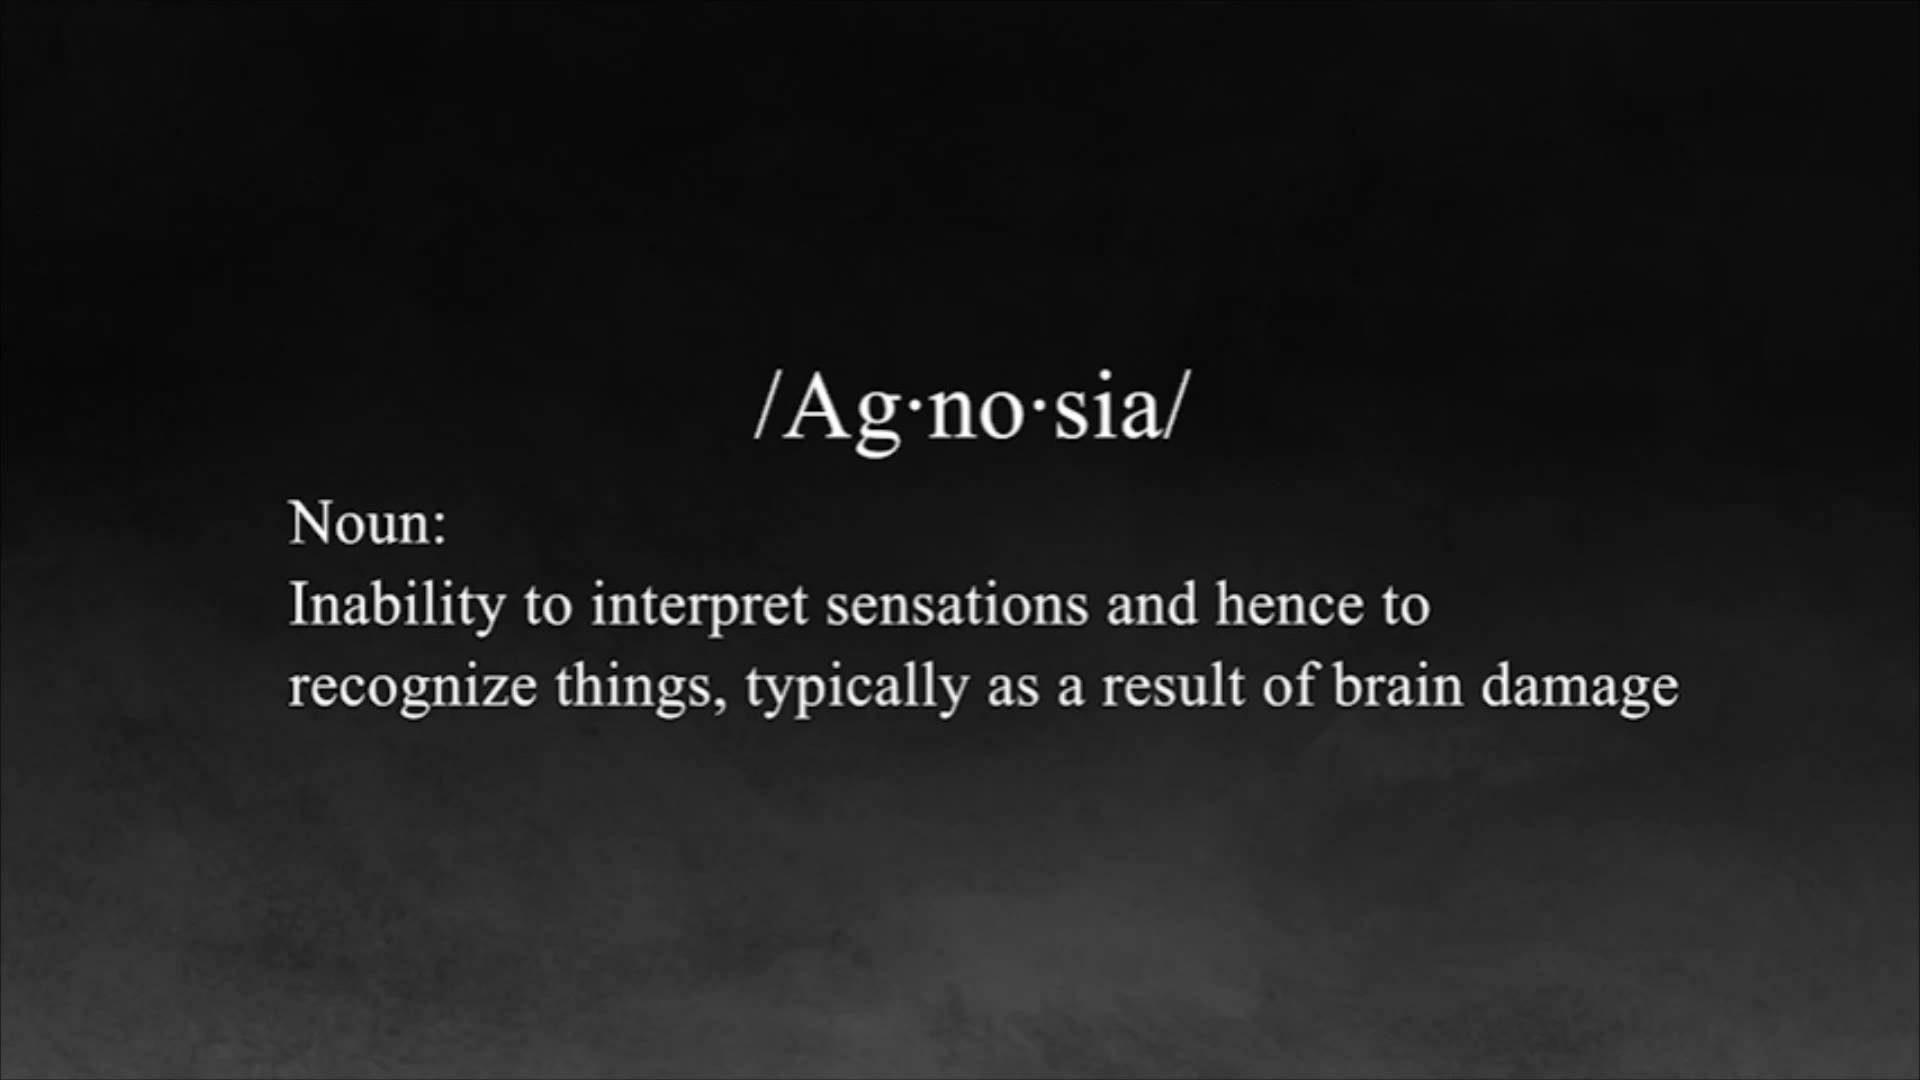 /Ag·no·sia/
Noun:
Inability to interpret sensations and hence to
recognize things, typically as a result of brain damage